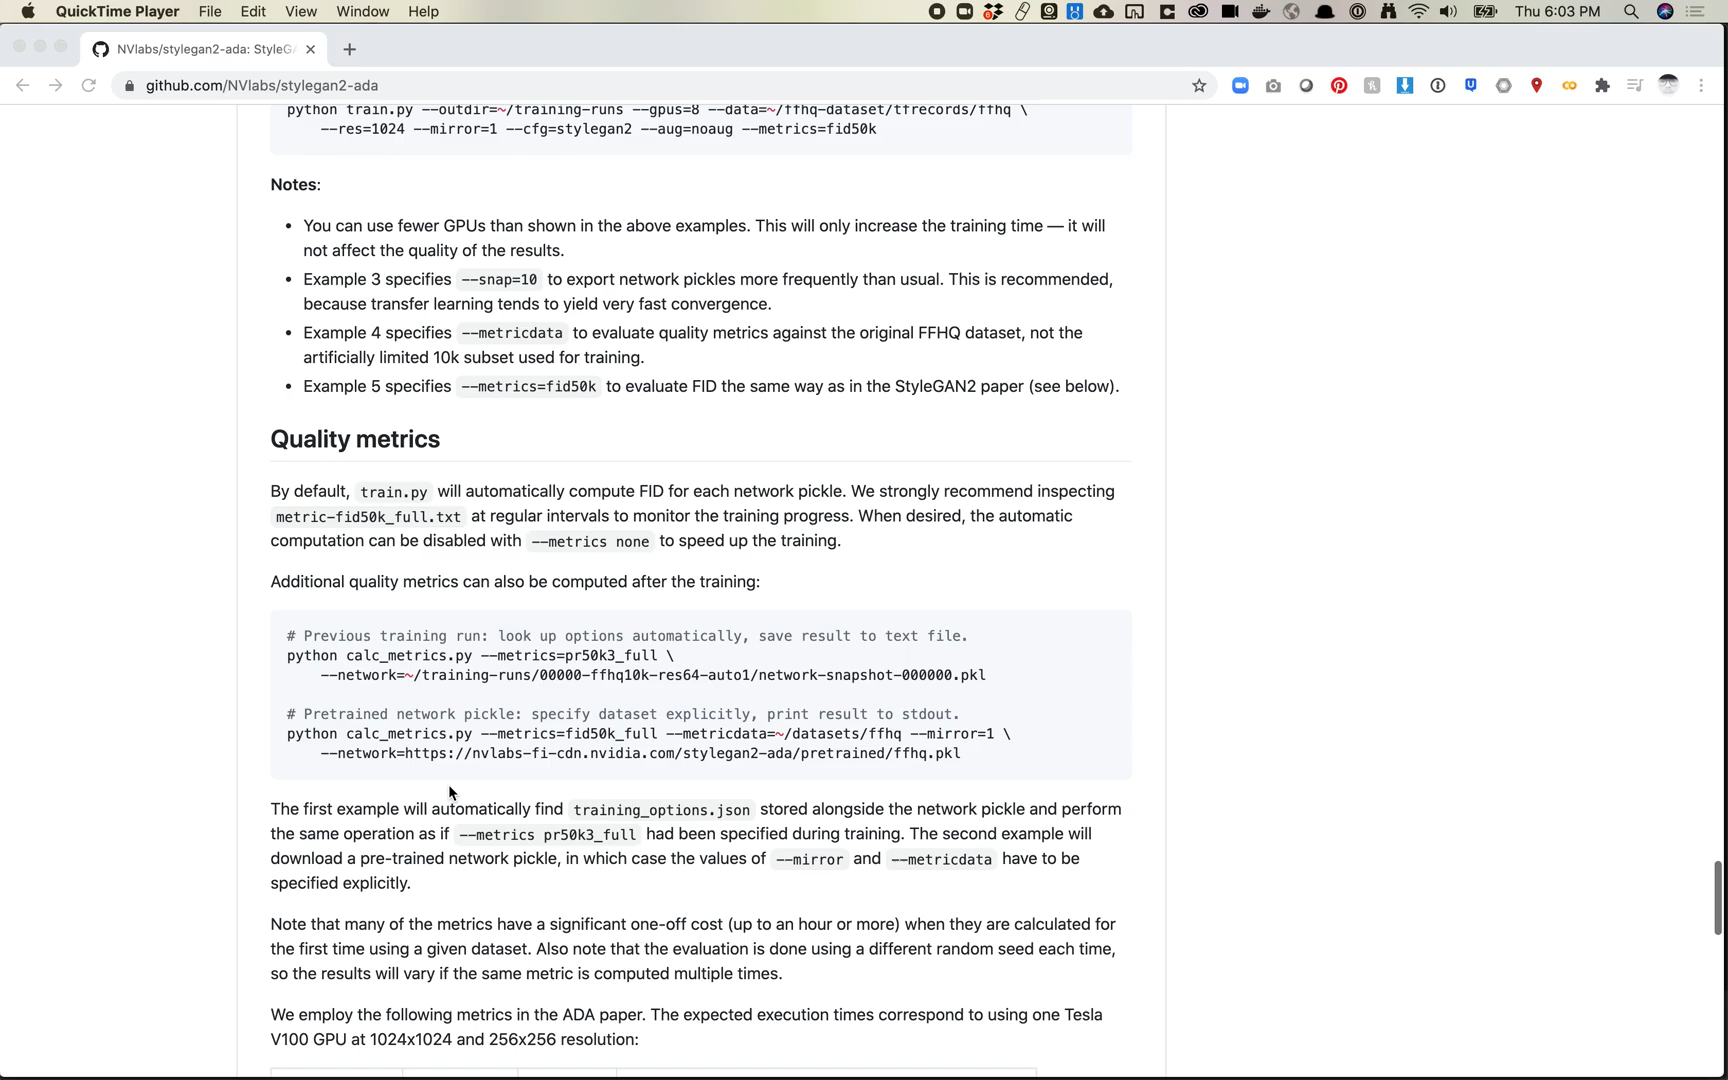 QuickTime Player File Edit View Window Help Thu 6:03 PM
NVlabs/stylegan2-ada: StyleGA
github.com/NVlabs/stylegan2-ada
python train.py --outdir=~/training-runs --gpus=8 --data=~/ffhq-dataset/tfrecords/ffhq \
--res=1024 --mirror=1 --cfg=stylegan2 --aug=noaug --metrics=fid50k
Notes:
• You can use fewer GPUs than shown in the above examples. This will only increase the training time — it will
not affect the quality of the results.
• Example 3 specifies --snap=10 to export network pickles more frequently than usual. This is recommended,
because transfer learning tends to yield very fast convergence.
• Example 4 specifies --metricdata to evaluate quality metrics against the original FFHQ dataset, not the
artificially limited 10k subset used for training.
• Example 5 specifies --metrics=fid50k to evaluate FID the same way as in the StyleGAN2 paper (see below).
Quality metrics
By default, train.py will automatically compute FID for each network pickle. We strongly recommend inspecting
metric-fid50k_full.txt at regular intervals to monitor the training progress. When desired, the automatic
computation can be disabled with --metrics none to speed up the training.
Additional quality metrics can also be computed after the training:
# Previous training run: look up options automatically, save result to text file.
python calc_metrics.py --metrics=pr50k3_full \
--network=~/training-runs/00000-ffhq10k-res64-auto1/network-snapshot-000000.pkl
# Pretrained network pickle: specify dataset explicitly, print result to stdout.
python calc_metrics.py --metrics=fid50k_full --metricdata=~/datasets/ffhq --mirror=1 \
--network=https://nvlabs-fi-cdn.nvidia.com/stylegan2-ada/pretrained/ffhq.pkl
The first example will automatically find training_options.json stored alongside the network pickle and perform
the same operation as if --metrics pr50k3_full had been specified during training. The second example will
download a pre-trained network pickle, in which case the values of --mirror and --metricdata have to be
specified explicitly.
Note that many of the metrics have a significant one-off cost (up to an hour or more) when they are calculated for
the first time using a given dataset. Also note that the evaluation is done using a different random seed each time,
so the results will vary if the same metric is computed multiple times.
We employ the following metrics in the ADA paper. The expected execution times correspond to using one Tesla
V100 GPU at 1024x1024 and 256x256 resolution: